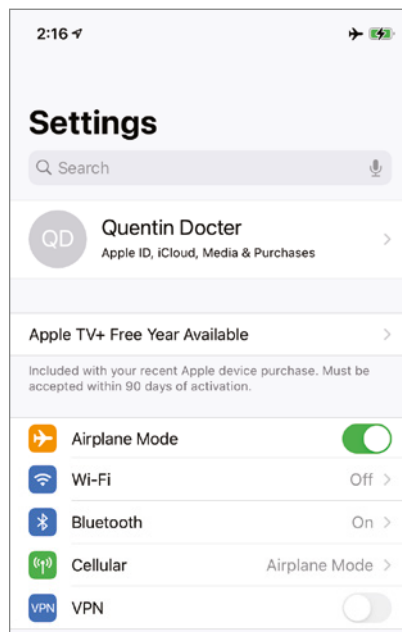 2:16
Settings
Search
QD
Quentin Docter
Apple ID, iCloud, Media & Purchases
Apple TV+ Free Year Available
Included with your recent Apple device purchase. Must be
accepted within 90 days of activation.
Airplane Mode
Wi-Fi Off
Bluetooth On
Cellular Airplane Mode
VPN VPN